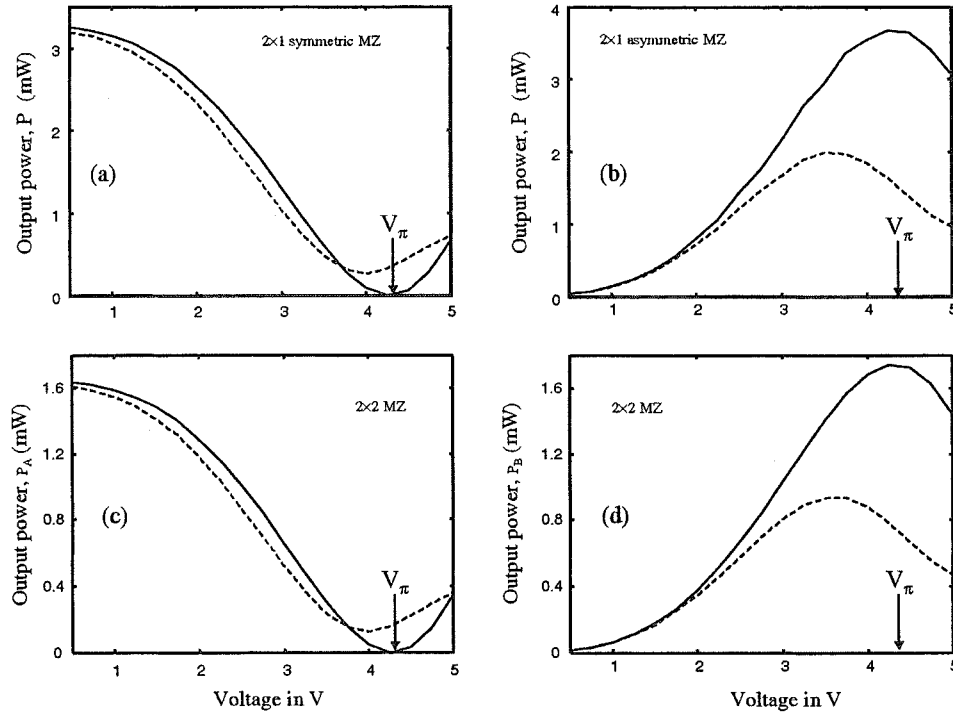 2×1 symmetric MZ
Output power, P (mW)
3
2
1
0
(a)
Vπ
1 2 3 4 5
2×1 asymmetric MZ
Output power, P (mW)
4
3
2
1
0
(b)
Vπ
1 2 3 4 5
2×2 MZ
Output power, PA (mW)
1.6
1.2
0.8
0.4
0
(c)
Vπ
1 2 3 4 5
Voltage in V
2×2 MZ
Output power, PB (mW)
2
1.6
1.2
0.8
0.4
0
(d)
Vπ
1 2 3 4 5
Voltage in V